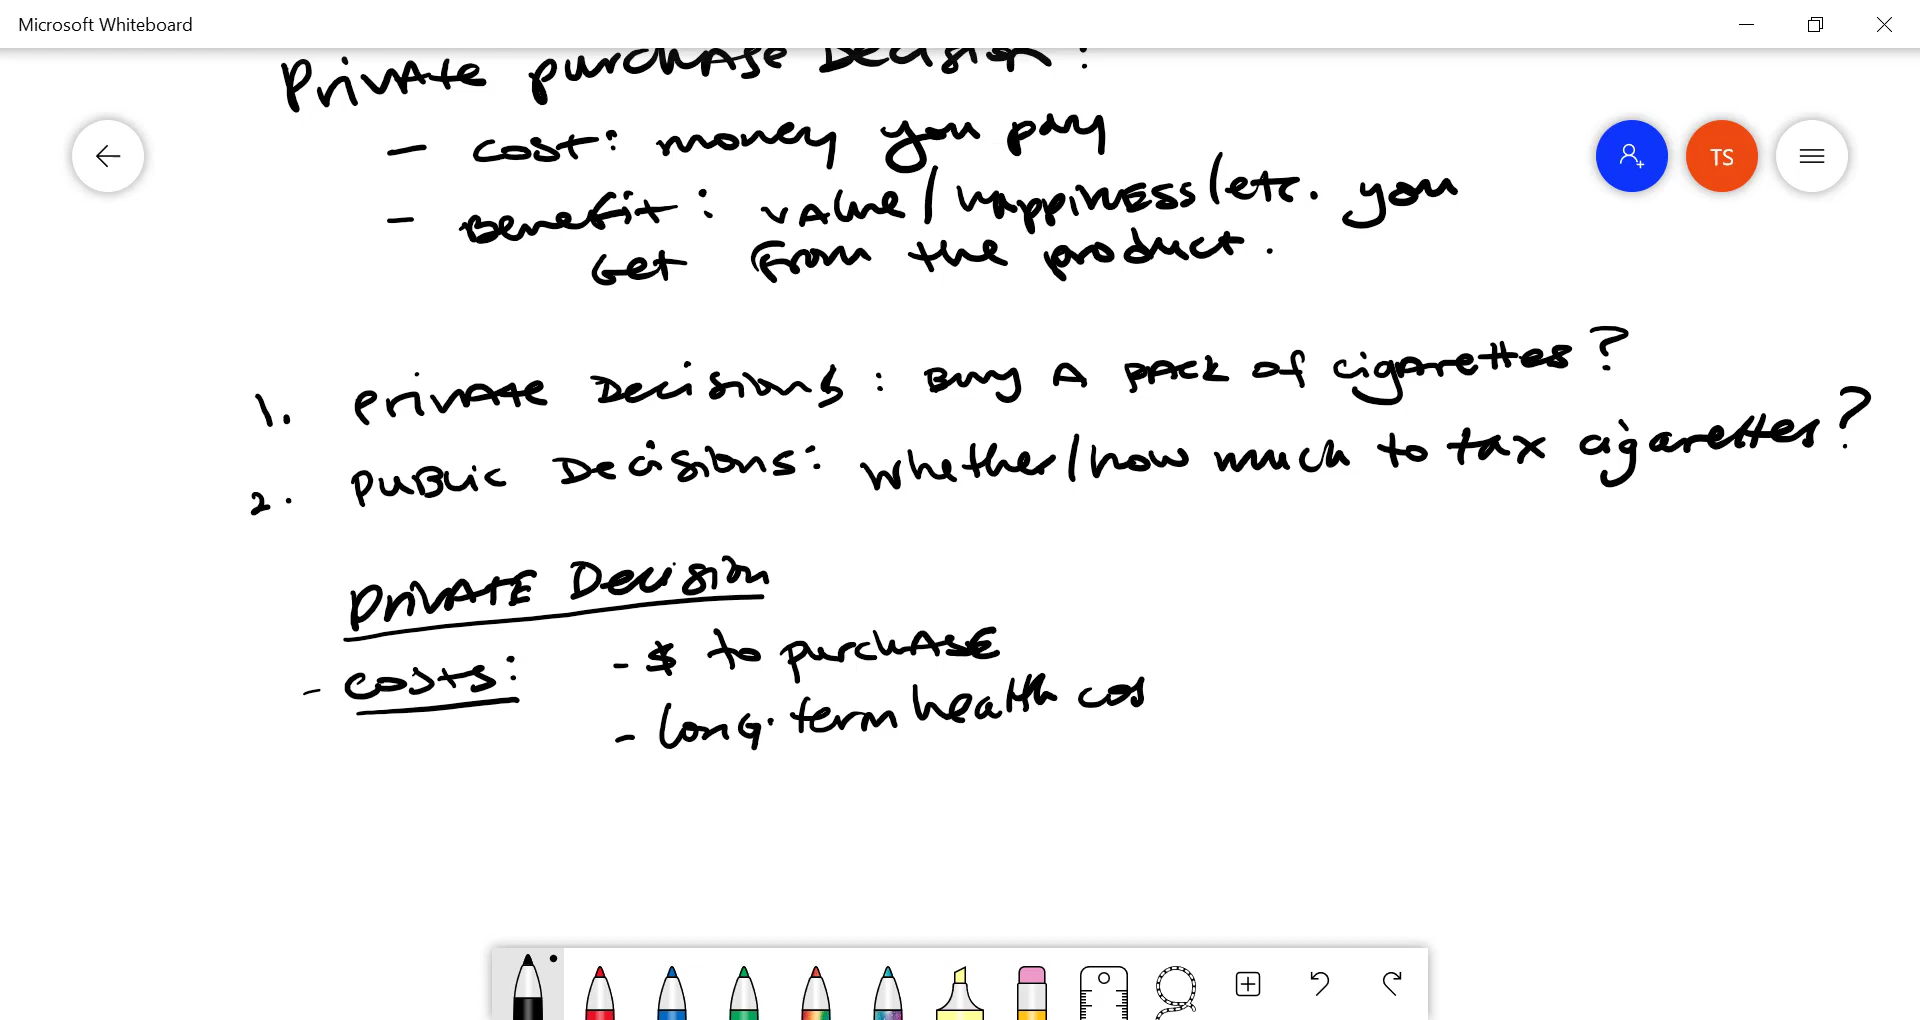 Microsoft Whiteboard
Private purchase Decision:
- cost: money you pay
- Benefit: value/happiness/etc. you
Get from the product.
TS
1. Private Decisions: Buy a pack of cigarettes?
2. Public Decisions: whether/how much to tax cigarettes?
Private Decision
- costs: - $ to purchase
- long-term health cos